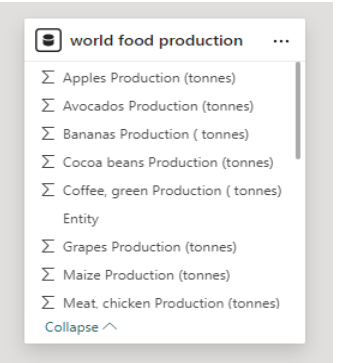 world food production ...
Σ Apples Production (tonnes)
Σ Avocados Production (tonnes)
Σ Bananas Production ( tonnes)
Σ Cocoa beans Production (tonnes)
Σ Coffee, green Production ( tonnes)
Entity
Σ Grapes Production (tonnes)
Σ Maize Production (tonnes)
Σ Meat, chicken Production (tonnes)
Collapse